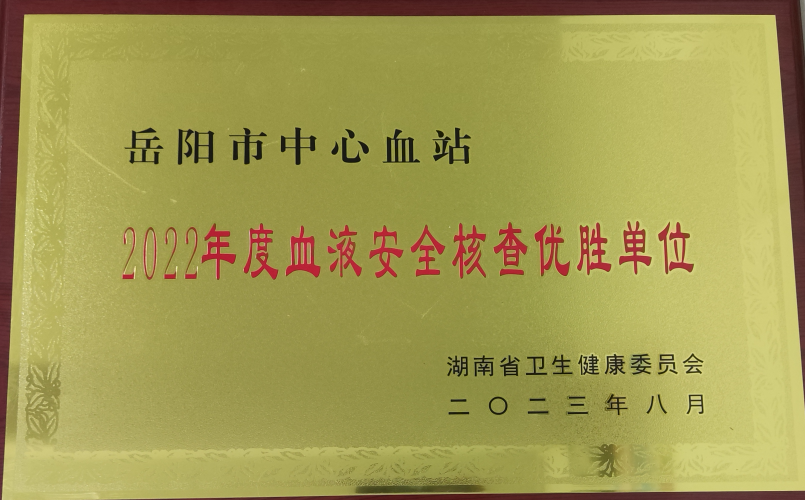 岳阳市中心血站
2022年度血液安全核查优胜单位
湖南省卫生健康委员会
二〇二三年八月